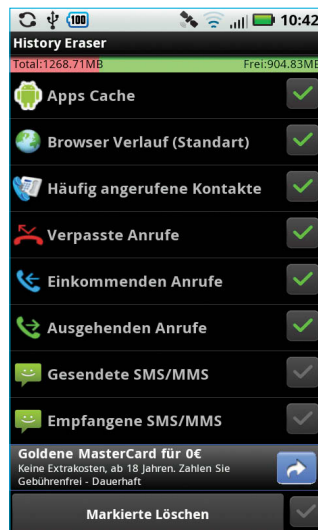 100
10:42
History Eraser
Total:1268.71MB Frei:904.83MB
Apps Cache
Browser Verlauf (Standart)
Häufig angerufene Kontakte
Verpasste Anrufe
Einkommenden Anrufe
Ausgehenden Anrufe
Gesendete SMS/MMS
Empfangene SMS/MMS
Goldene MasterCard für 0€
Keine Extrakosten, ab 18 Jahren. Zahlen Sie
Gebührenfrei - Dauerhaft
Markierte Löschen